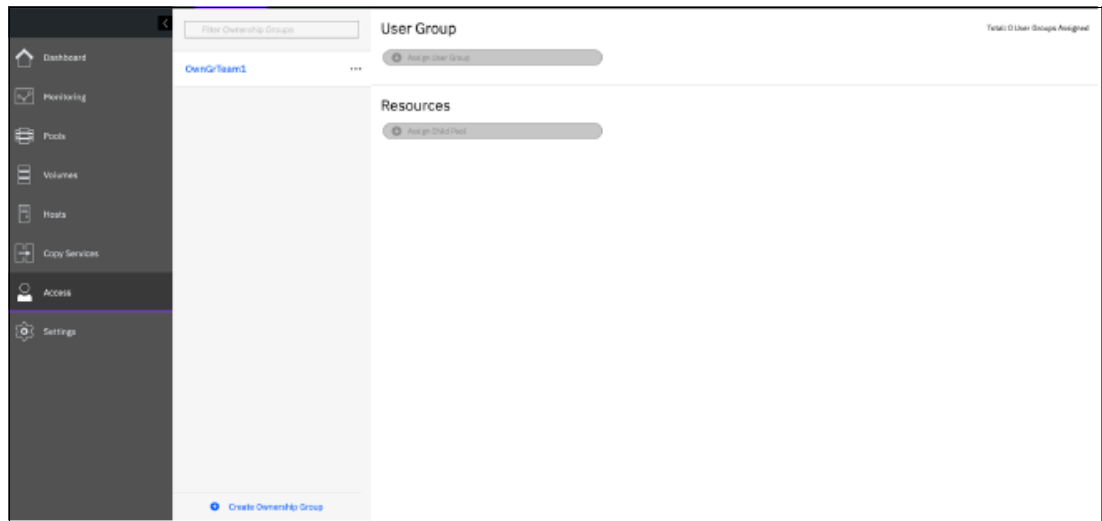 Dashboard
Monitoring
Pools
Volumes
Hosts
Copy Services
Access
Settings
Filter Ownership Groups
OwnGrTeam1
Create Ownership Group
User Group
Total: 0 User Groups Assigned
Assign User Group
Resources
Assign Child Pool